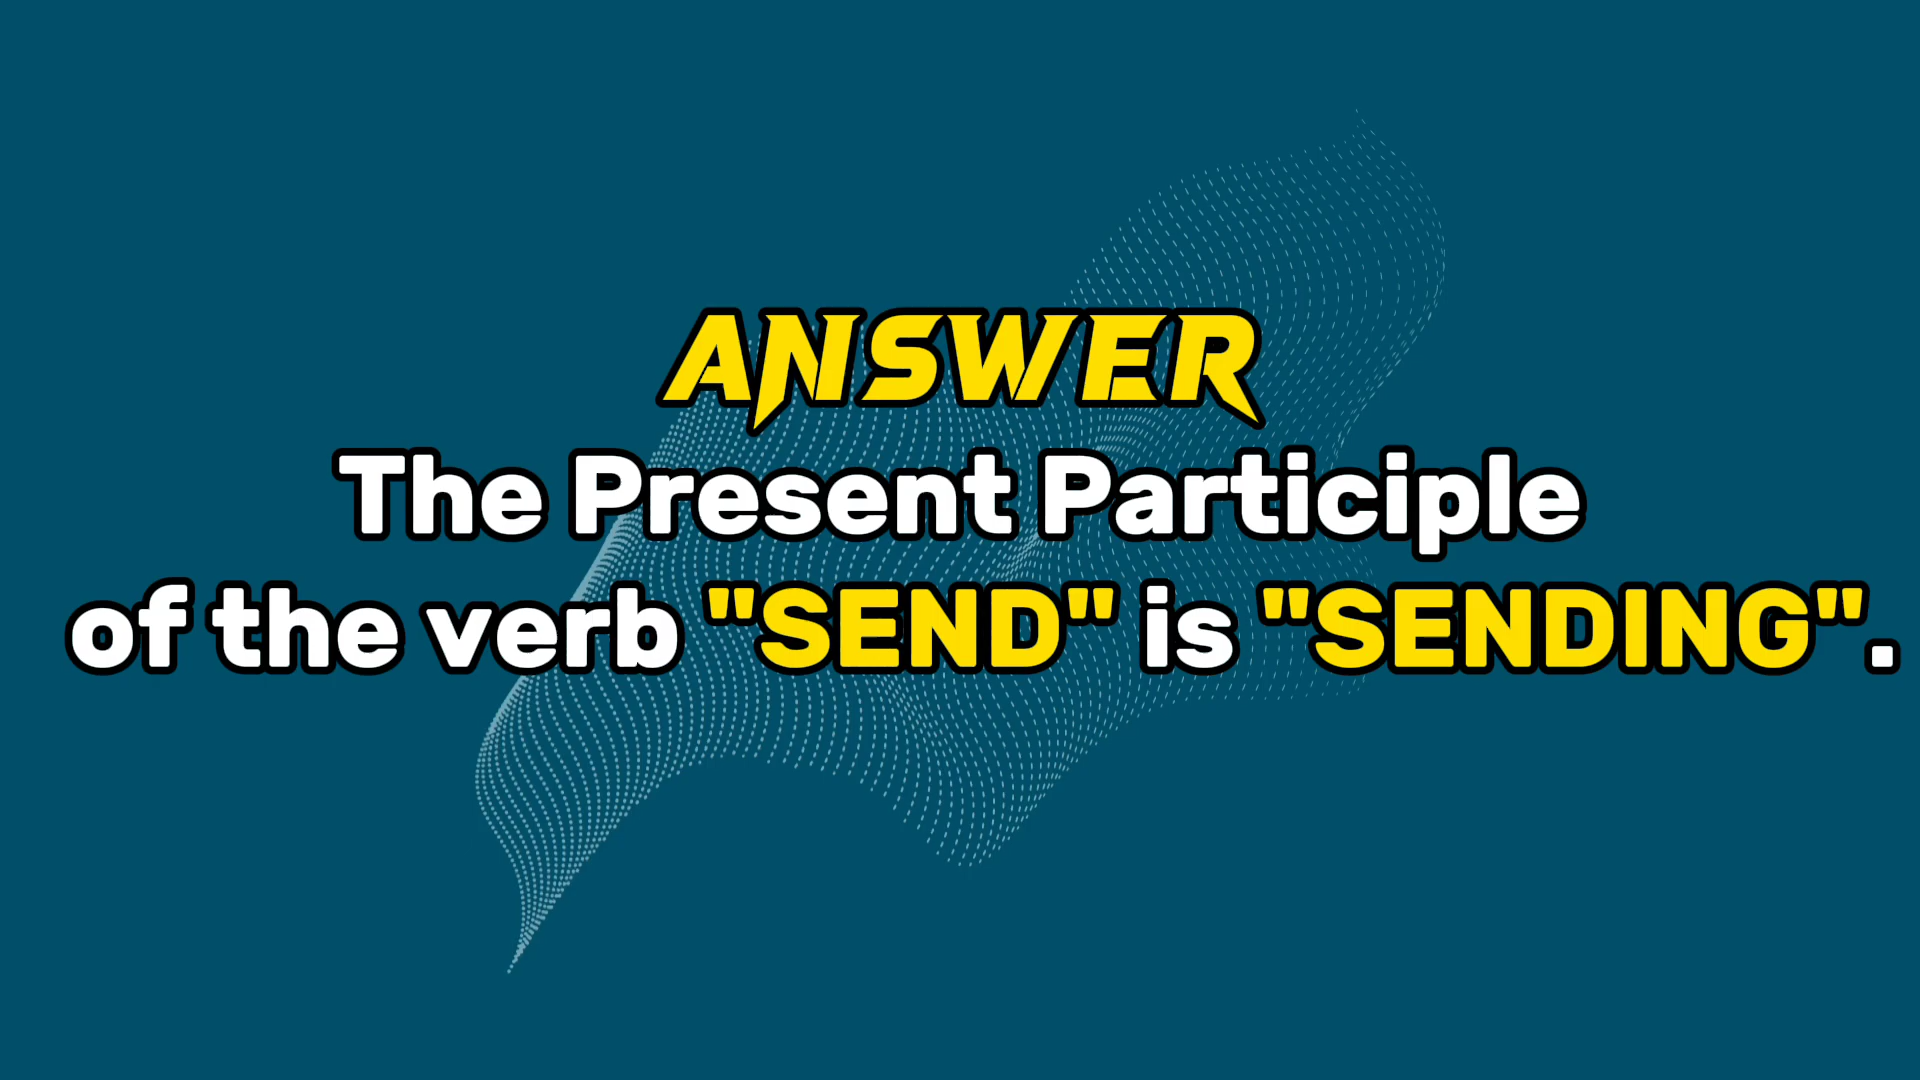 ANSWER
The Present Participle
of the verb "SEND" is "SENDING".